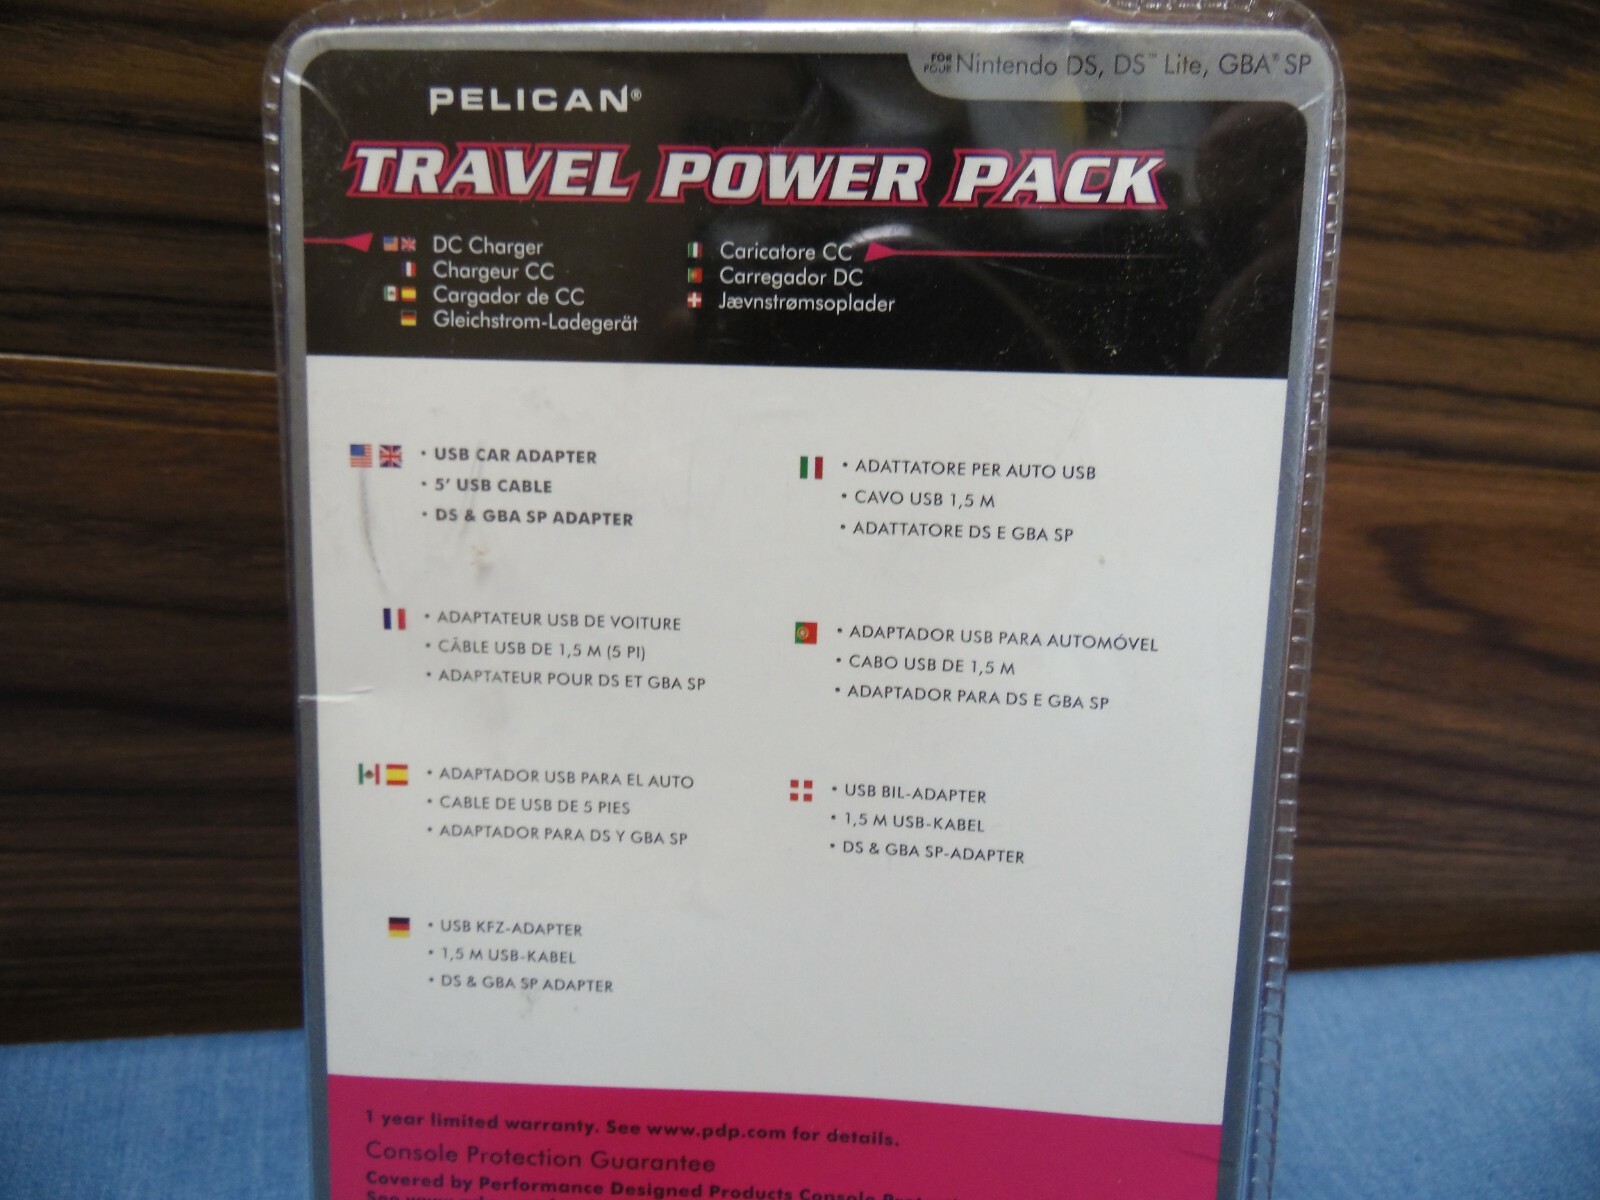 FOR POUR Nintendo DS, DS™ Lite, GBA® SP
PELICAN®
TRAVEL POWER PACK
DC Charger
Chargeur CC
Cargador de CC
Gleichstrom-Ladegerät
Caricatore CC
Carregador DC
Jævnstrømsoplader
• USB CAR ADAPTER
• 5' USB CABLE
• DS & GBA SP ADAPTER
• ADAPTATEUR USB DE VOITURE
• CÂBLE USB DE 1,5 M (5 PI)
• ADAPTATEUR POUR DS ET GBA SP
• ADAPTADOR USB PARA EL AUTO
• CABLE DE USB DE 5 PIES
• ADAPTADOR PARA DS Y GBA SP
• USB KFZ-ADAPTER
• 1,5 M USB-KABEL
• DS & GBA SP ADAPTER
• ADATTATORE PER AUTO USB
• CAVO USB 1,5 M
• ADATTATORE DS E GBA SP
• ADAPTADOR USB PARA AUTOMÓVEL
• CABO USB DE 1,5 M
• ADAPTADOR PARA DS E GBA SP
• USB BIL-ADAPTER
• 1,5 M USB-KABEL
• DS & GBA SP-ADAPTER
1 year limited warranty. See www.pdp.com for details.
Console Protection Guarantee
Covered by Performance Designed Products Console
See